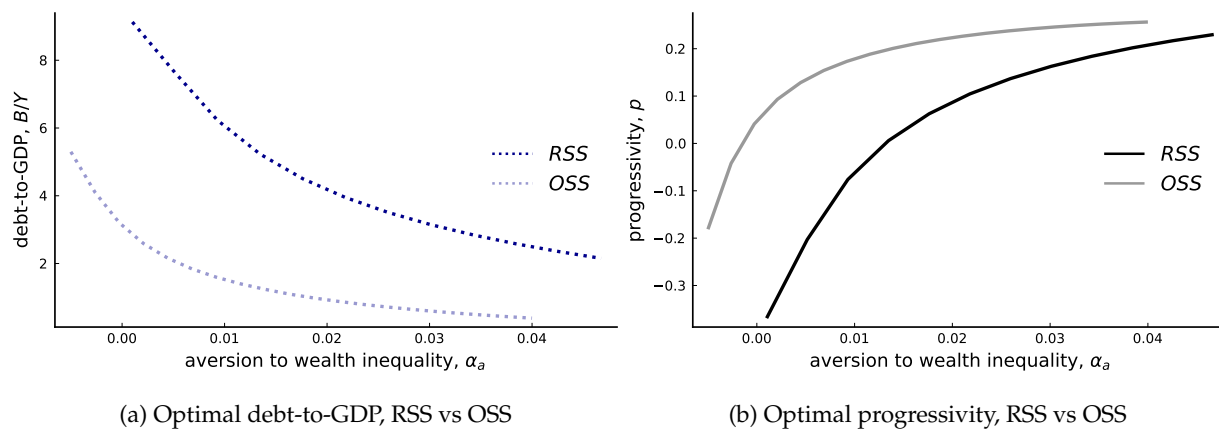 debt-to-GDP, B/Y
8
6
4
2
RSS
OSS
0.00 0.01 0.02 0.03 0.04
aversion to wealth inequality, αₐ
(a) Optimal debt-to-GDP, RSS vs OSS
progressivity, p
0.2
0.1
0.0
−0.1
−0.2
−0.3
RSS
OSS
0.00 0.01 0.02 0.03 0.04
aversion to wealth inequality, αₐ
(b) Optimal progressivity, RSS vs OSS